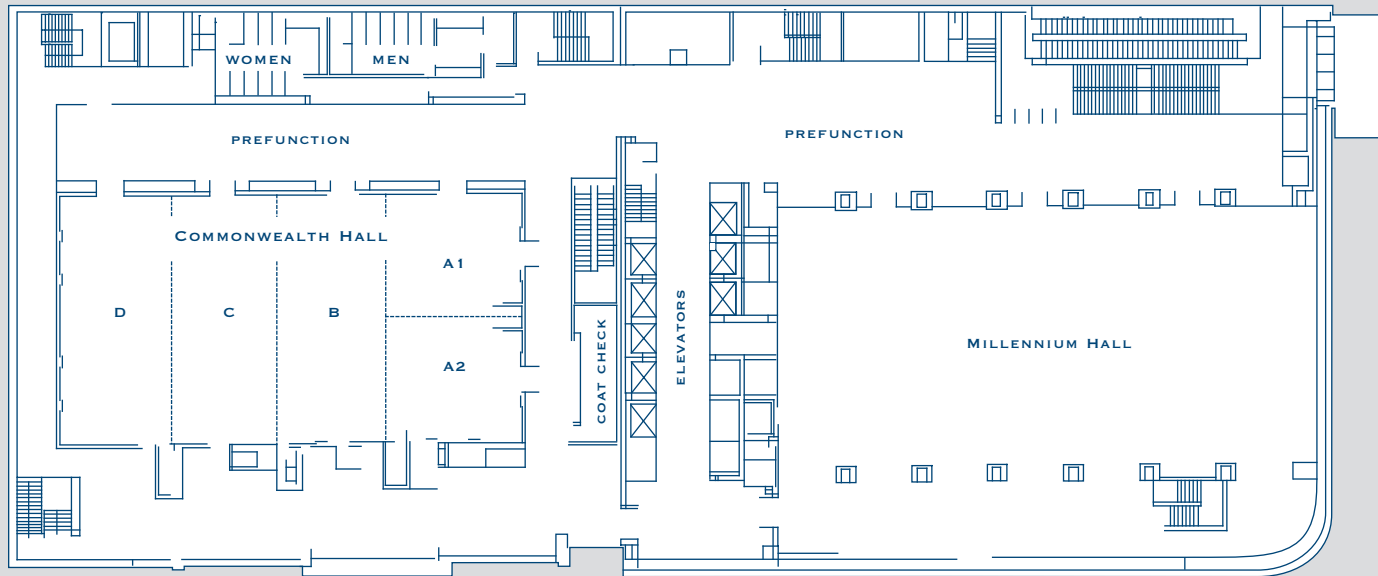 WOMEN
MEN
PREFUNCTION
PREFUNCTION
COMMONWEALTH HALL
A1
D
C
B
A2
COAT CHECK
ELEVATORS
MILLENNIUM HALL